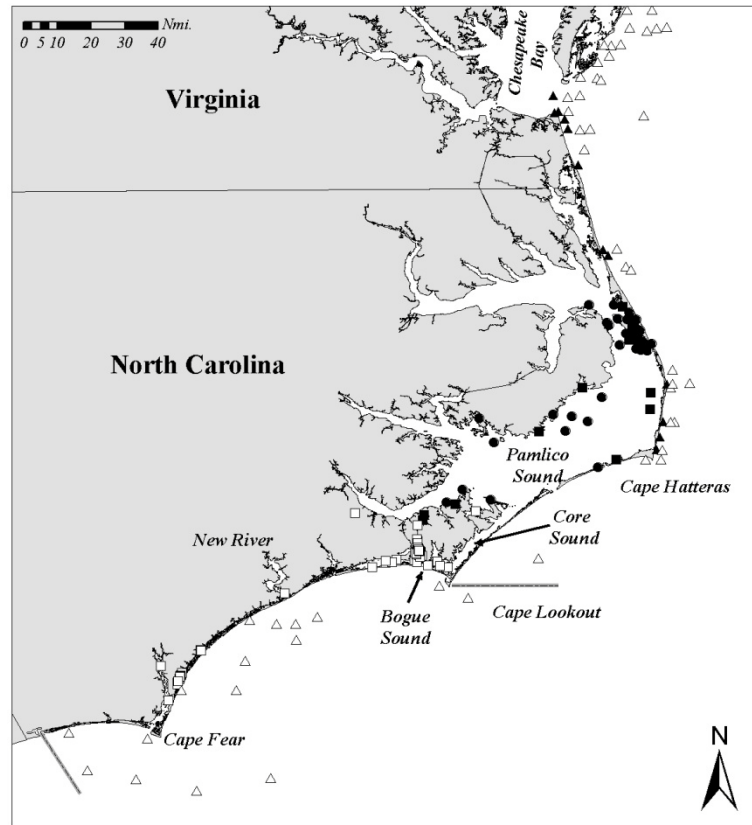 Nmi.
0 5 10 20 30 40
Chesapeake
Bay
Virginia
North Carolina
Pamlico
Sound
Cape Hatteras
Core
Sound
New River
Bogue
Sound
Cape Lookout
Cape Fear
N